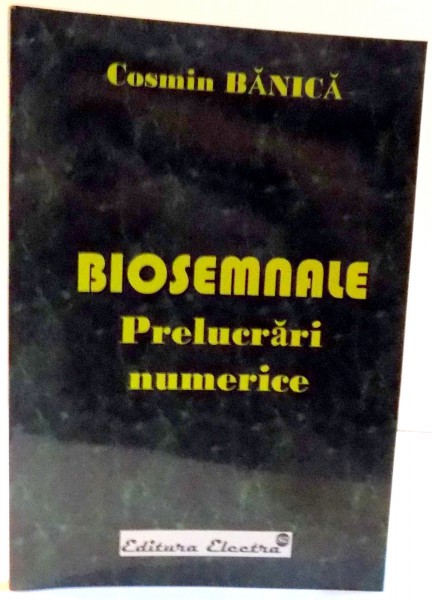 Cosmin BĂNICĂ
BIOSEMNALE
Prelucrări
numerice
Editura Electra